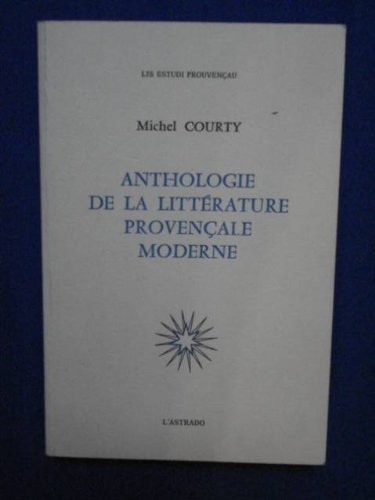 LIS ESTUDI PROUVENÇAU
Michel COURTY
ANTHOLOGIE
DE LA LITTÉRATURE
PROVENÇALE
MODERNE
L'ASTRADO